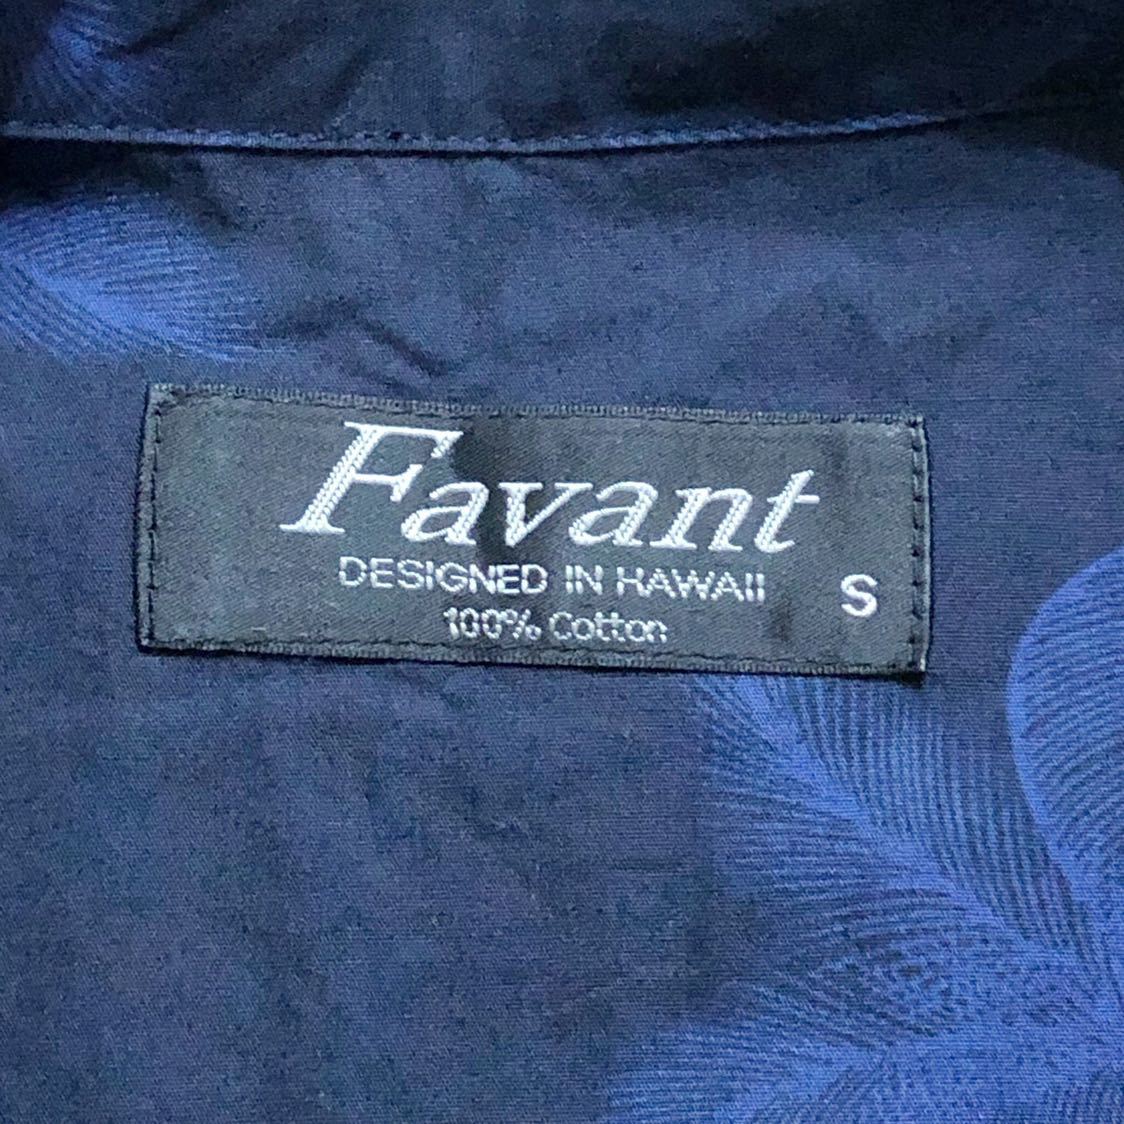 Favant
DESIGNED IN HAWAII
S
100% Cotton